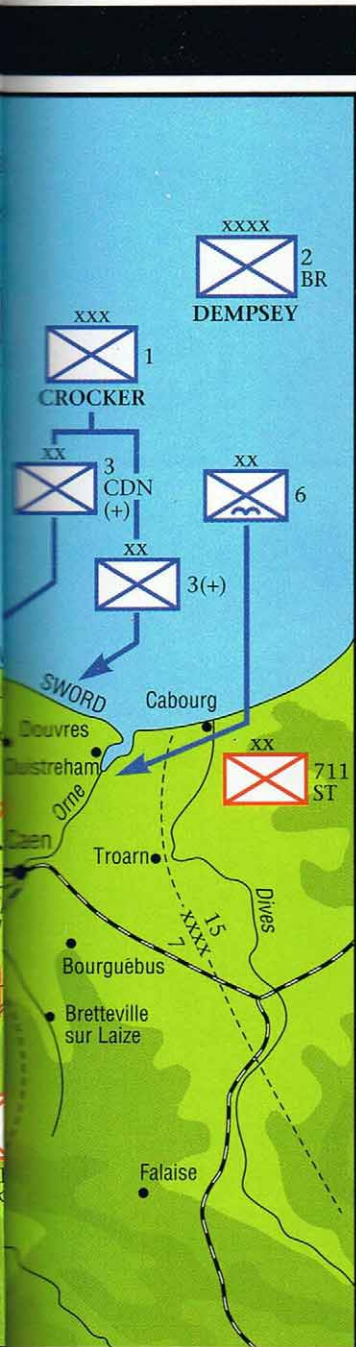 xxxx
2
BR
DEMPSEY
xxx
1
CROCKER
xx
3
CDN
(+)
xx
6
xx
3(+)
SWORD
Cabourg
Douvres
Ouistreham
xx
711
ST
Orne
Caen
Troarn
Dives
15
xxxx
7
Bourguébus
Bretteville
sur Laize
Falaise